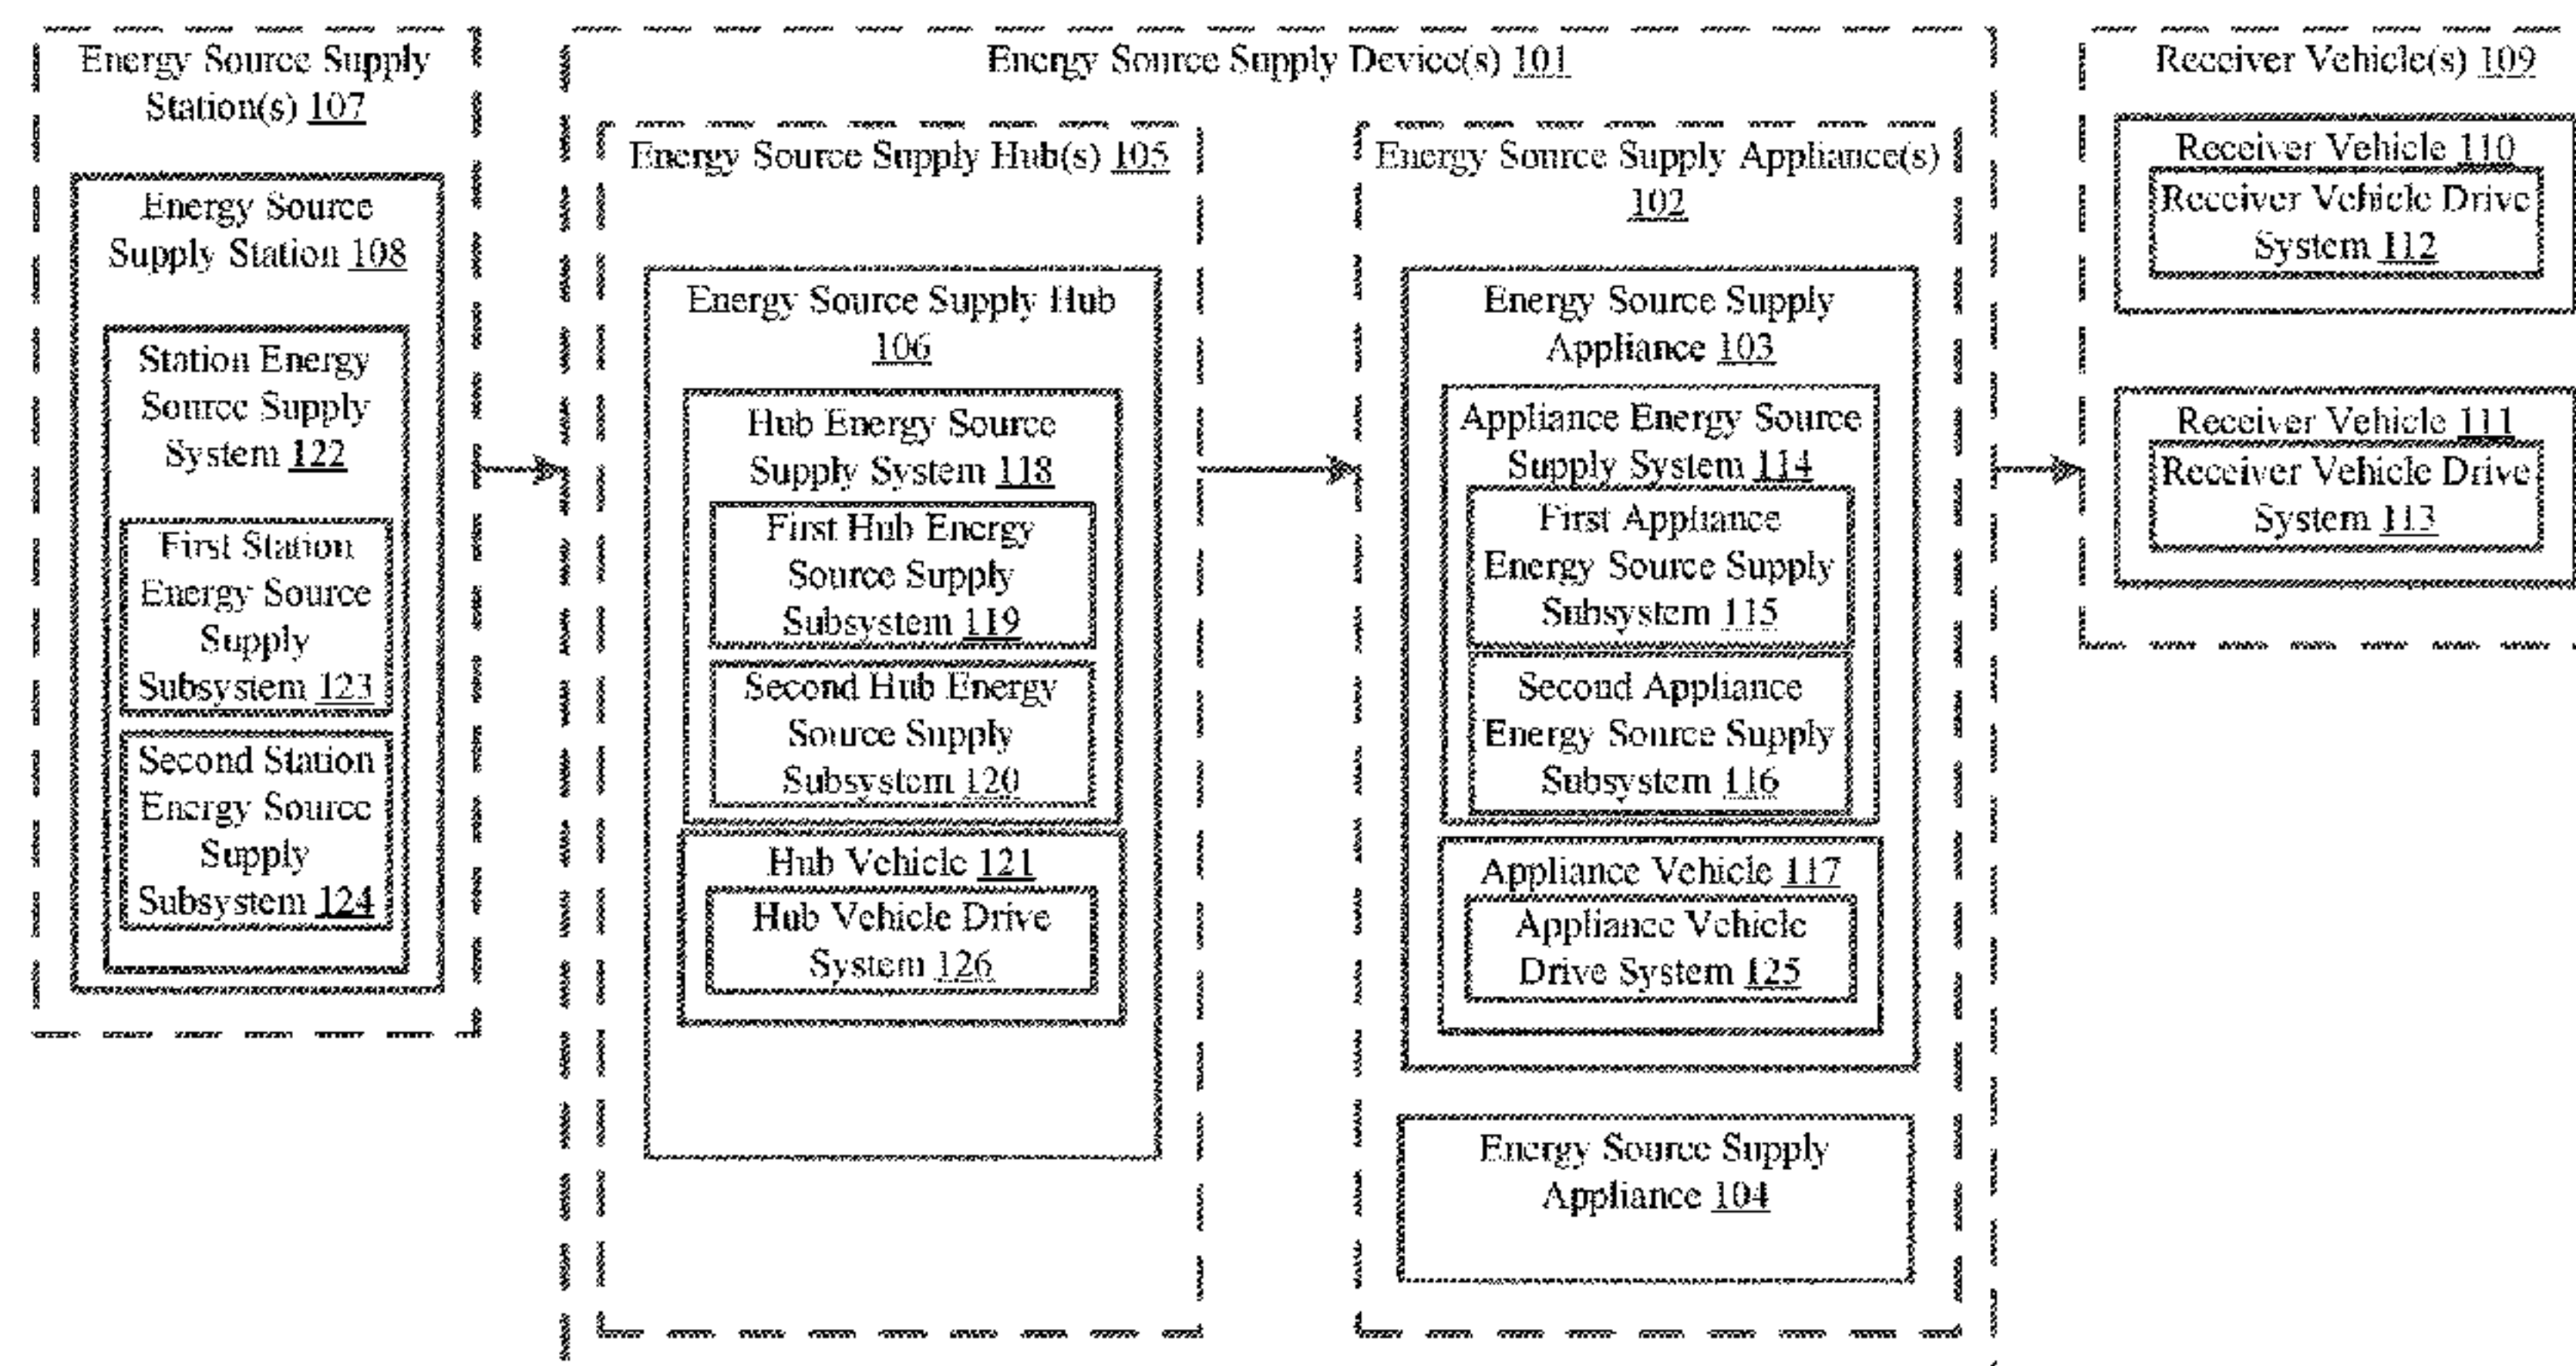 Energy Source Supply
Station(s) 107
Energy Source
Supply Station 108
Station Energy
Source Supply
System 122
First Station
Energy Source
Supply
Subsystem 123
Second Station
Energy Source
Supply
Subsystem 124
Energy Source Supply Device(s) 101
Energy Source Supply Hub(s) 105
Energy Source Supply Hub
106
Hub Energy Source
Supply System 118
First Hub Energy
Source Supply
Subsystem 119
Second Hub Energy
Source Supply
Subsystem 120
Hub Vehicle 121
Hub Vehicle Drive
System 126
Energy Source Supply Appliance(s)
102
Energy Source Supply
Appliance 103
Appliance Energy Source
Supply System 114
First Appliance
Energy Source Supply
Subsystem 115
Second Appliance
Energy Source Supply
Subsystem 116
Appliance Vehicle 117
Appliance Vehicle
Drive System 125
Energy Source Supply
Appliance 104
Receiver Vehicle(s) 109
Receiver Vehicle 110
Receiver Vehicle Drive
System 112
Receiver Vehicle 111
Receiver Vehicle Drive
System 113